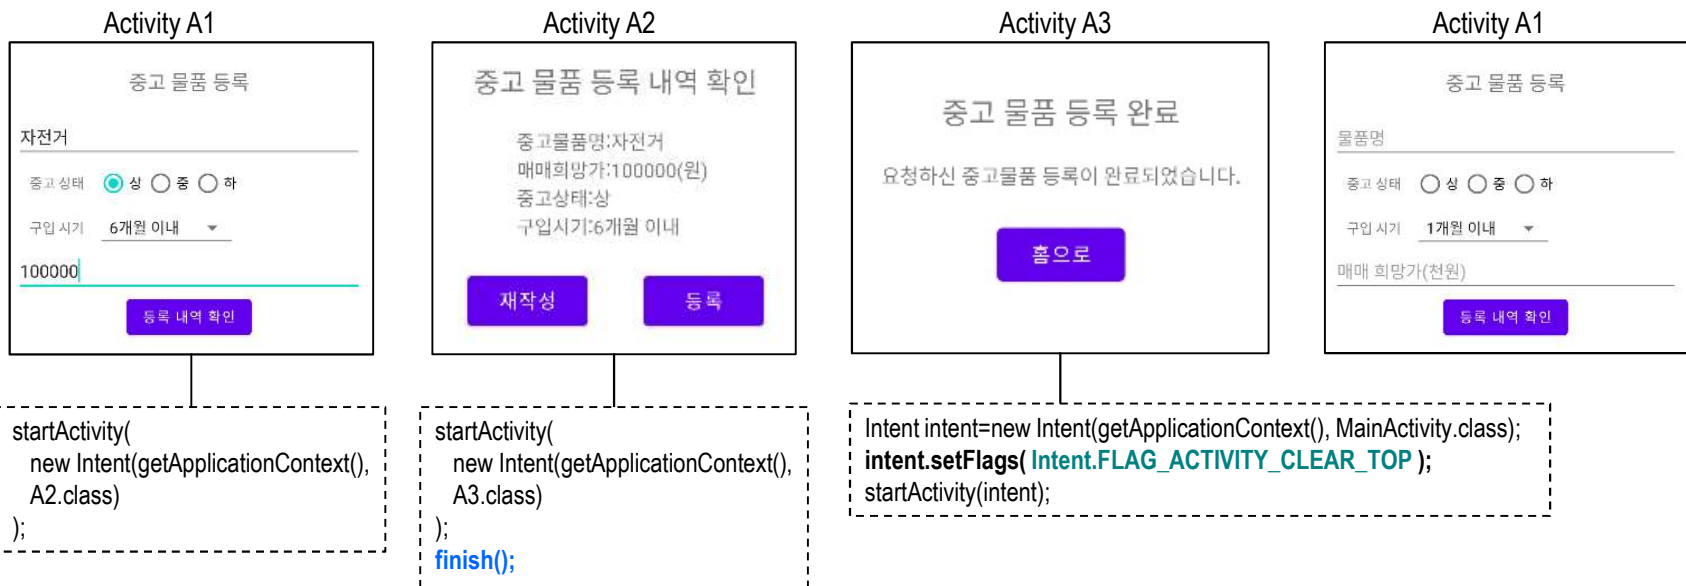 Activity A1
중고 물품 등록
자전거
중고 상태 상 중 하
구입 시기 6개월 이내
100000
등록 내역 확인
startActivity(
new Intent(getApplicationContext(),
A2.class)
);
Activity A2
중고 물품 등록 내역 확인
중고물품명:자전거
매매희망가:100000(원)
중고상태:상
구입시기:6개월 이내
재작성 등록
startActivity(
new Intent(getApplicationContext(),
A3.class)
);
finish();
Activity A3
중고 물품 등록 완료
요청하신 중고물품 등록이 완료되었습니다.
홈으로
Intent intent=new Intent(getApplicationContext(), MainActivity.class);
intent.setFlags( Intent.FLAG_ACTIVITY_CLEAR_TOP );
startActivity(intent);
Activity A1
중고 물품 등록
물품명
중고 상태 상 중 하
구입 시기 1개월 이내
매매 희망가(천원)
등록 내역 확인